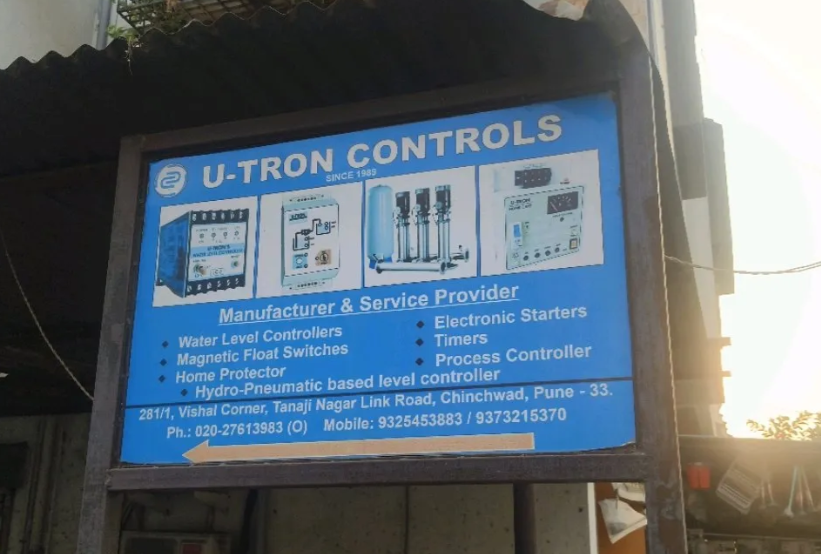 U-TRON CONTROLS
SINCE 1989
U-TRON'S
Manufacturer & Service Provider
Water Level Controllers
Magnetic Float Switches
Home Protector
Hydro-Pneumatic based level controller
Electronic Starters
Timers
Process Controller
281/1, Vishal Corner, Tanaji Nagar Link Road, Chinchwad, Pune - 33.
Ph.: 020-27613983 (O) Mobile: 9325453883 / 9373215370